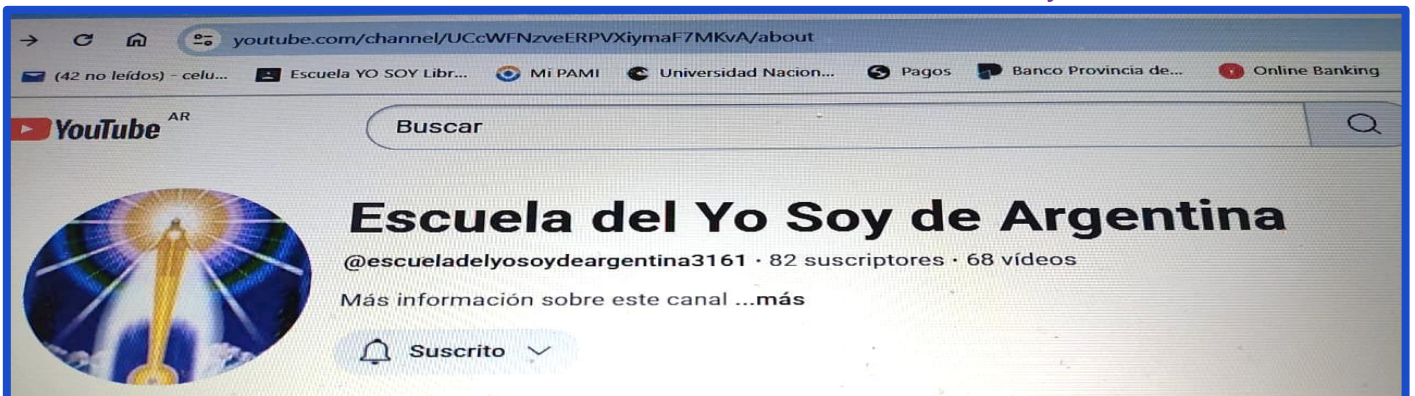 youtube.com/channel/UCcWFNzveERPVXiymaF7MKvA/about
(42 no leídos) - celu... Escuela YO SOY Libr... Mi PAMI Universidad Nacion... Pagos Banco Provincia de... Online Banking
YouTube AR
Buscar
Escuela del Yo Soy de Argentina
@escueladelyosoydeargentina3161 · 82 suscriptores · 68 vídeos
Más información sobre este canal ...más
Suscrito